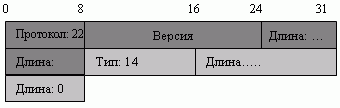 0 8 16 24 31
Протокол: 22 Версия Длина: ...
Длина: Тип: 14 Длина.....
Длина: 0